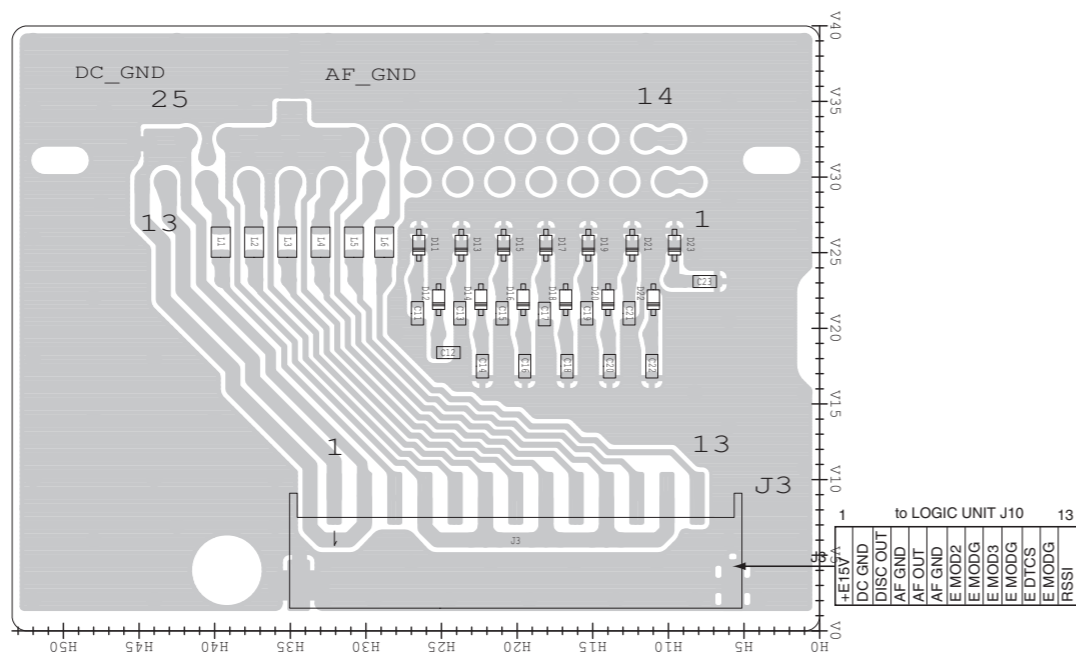 DC_GND
AF_GND
25
14
13
1
L1
L2
L3
L4
L5
L6
D11
D13
D15
D17
D19
D21
D23
C23
D12
D14
D16
D18
D20
D22
C11
C13
C15
C17
C19
C21
C12
C14
C16
C18
C20
C22
1
13
J3
J3
J3
1
to LOGIC UNIT J10
13
+E15V
DC GND
DISC OUT
AF GND
AF OUT
AF GND
E MOD2
E MODG
E MOD3
E MODG
E DTCS
E MODG
RSSI
V40
V35
V30
V25
V20
V15
V10
V5
V0
H50
H45
H40
H35
H30
H25
H20
H15
H10
H5
H0